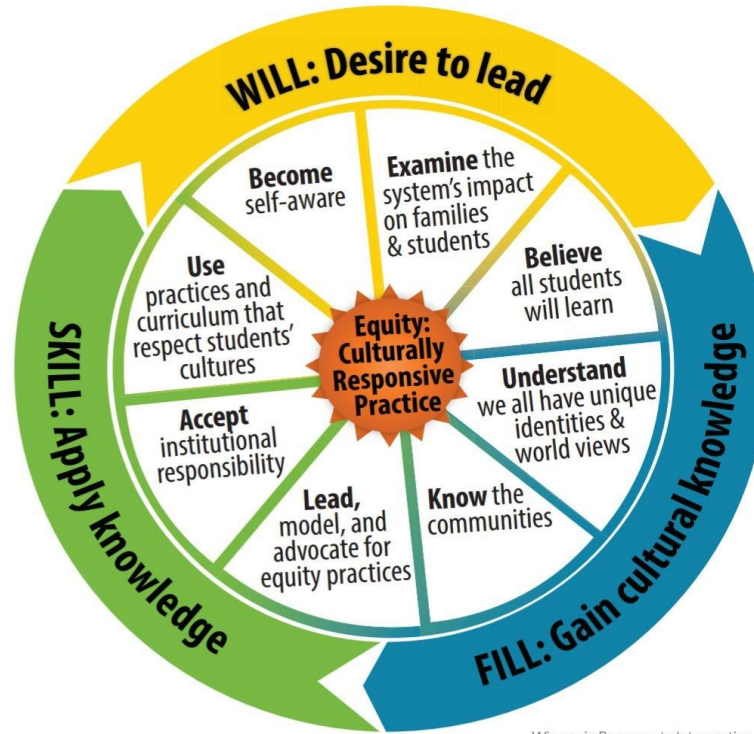 WILL: Desire to lead
Become
self-aware
Examine the
system's impact
on families
& students
Believe
all students
will learn
Understand
we all have unique
identities &
world views
Know the
communities
Lead,
model, and
advocate for
equity practices
Accept
institutional
responsibility
Use
practices and
curriculum that
respect students'
cultures
Equity:
Culturally
Responsive
Practice
FILL: Gain cultural knowledge
SKILL: Apply knowledge